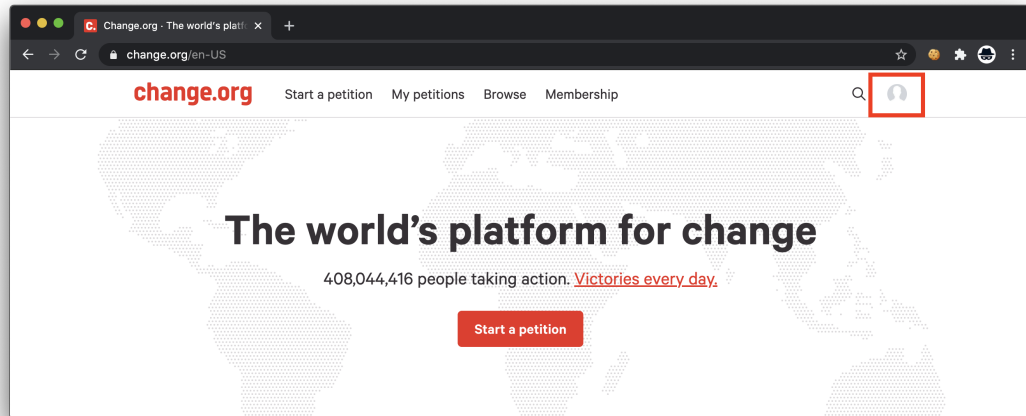 C. Change.org · The world's platfo
change.org/en-US
change.org Start a petition My petitions Browse Membership
The world's platform for change
408,044,416 people taking action. Victories every day.
Start a petition